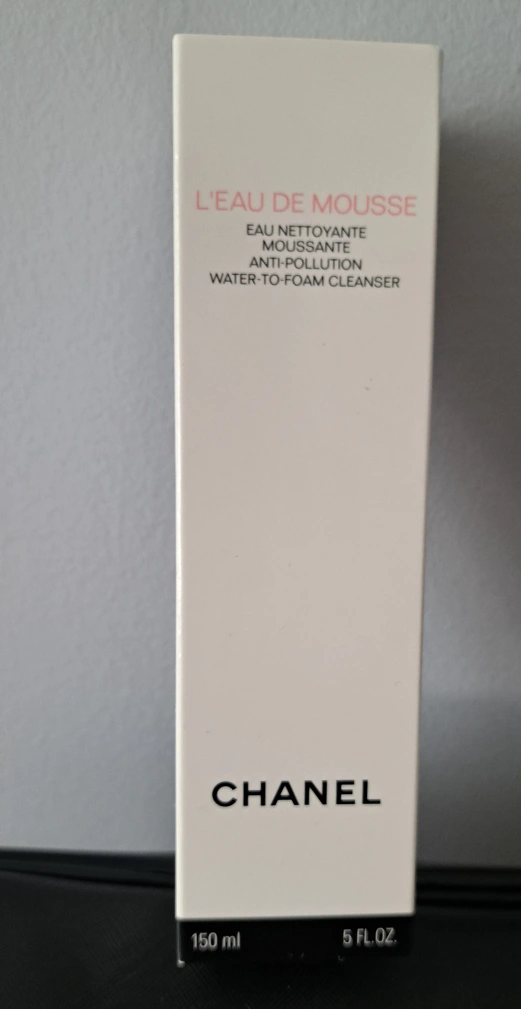 L'EAU DE MOUSSE
EAU NETTOYANTE
MOUSSANTE
ANTI-POLLUTION
WATER-TO-FOAM CLEANSER
CHANEL
150 ml 5 FL.OZ.